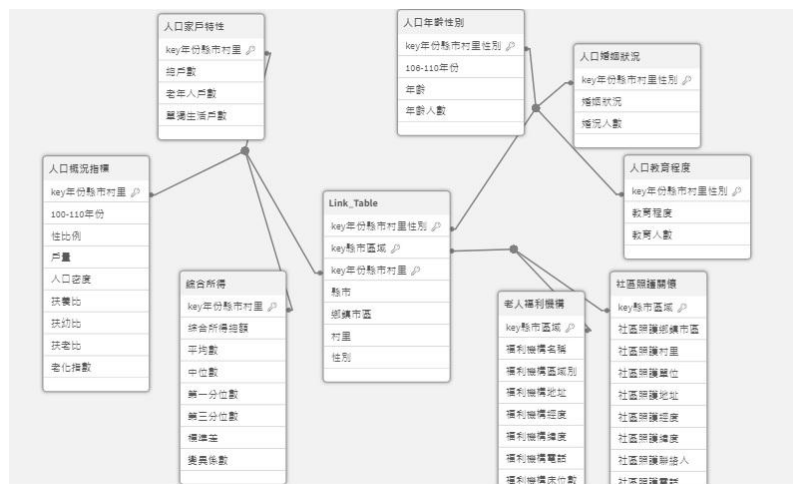 人口家戶特性
key年份縣市村里
總戶數
老年人戶數
單獨生活戶數
人口年齡性別
key年份縣市村里性別
106-110年份
年齡
年齡人數
人口婚姻狀況
key年份縣市村里性別
婚姻狀況
婚況人數
人口教育程度
key年份縣市村里性別
教育程度
教育人數
人口概況指標
key年份縣市村里
100-110年份
性比例
戶量
人口密度
扶養比
扶幼比
扶老比
老化指數
Link_Table
key年份縣市村里性別
key縣市區域
key年份縣市村里
縣市
鄉鎮市區
村里
性別
綜合所得
key年份縣市村里
綜合所得總額
平均數
中位數
第一分位數
第三分位數
標準差
變異係數
老人福利機構
key縣市區域
福利機構名稱
福利機構區域別
福利機構地址
福利機構經度
福利機構緯度
福利機構電話
福利機構床位數
社區照護關懷
key縣市區域
社區照護鄉鎮市區
社區照護村里
社區照護單位
社區照護地址
社區照護經度
社區照護緯度
社區照護聯絡人
社區照護電話